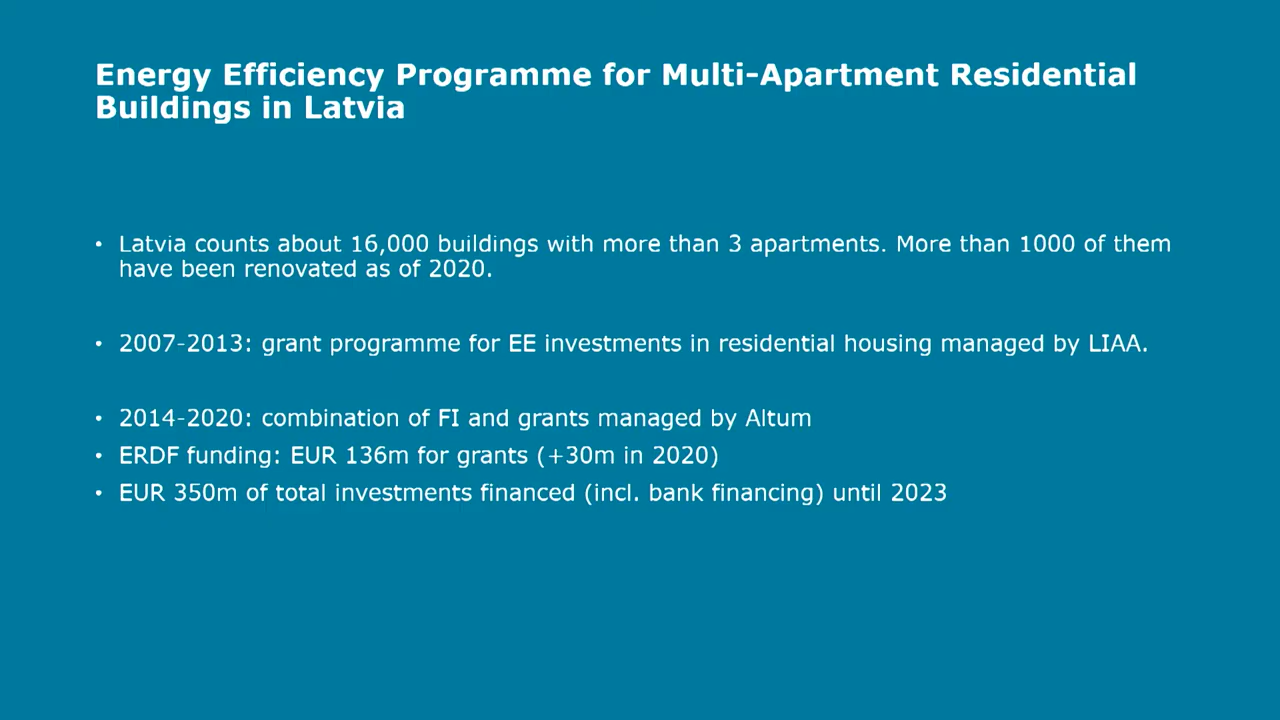 Energy Efficiency Programme for Multi-Apartment Residential
Buildings in Latvia
• Latvia counts about 16,000 buildings with more than 3 apartments. More than 1000 of them
have been renovated as of 2020.
• 2007-2013: grant programme for EE investments in residential housing managed by LIAA.
• 2014-2020: combination of FI and grants managed by Altum
• ERDF funding: EUR 136m for grants (+30m in 2020)
• EUR 350m of total investments financed (incl. bank financing) until 2023